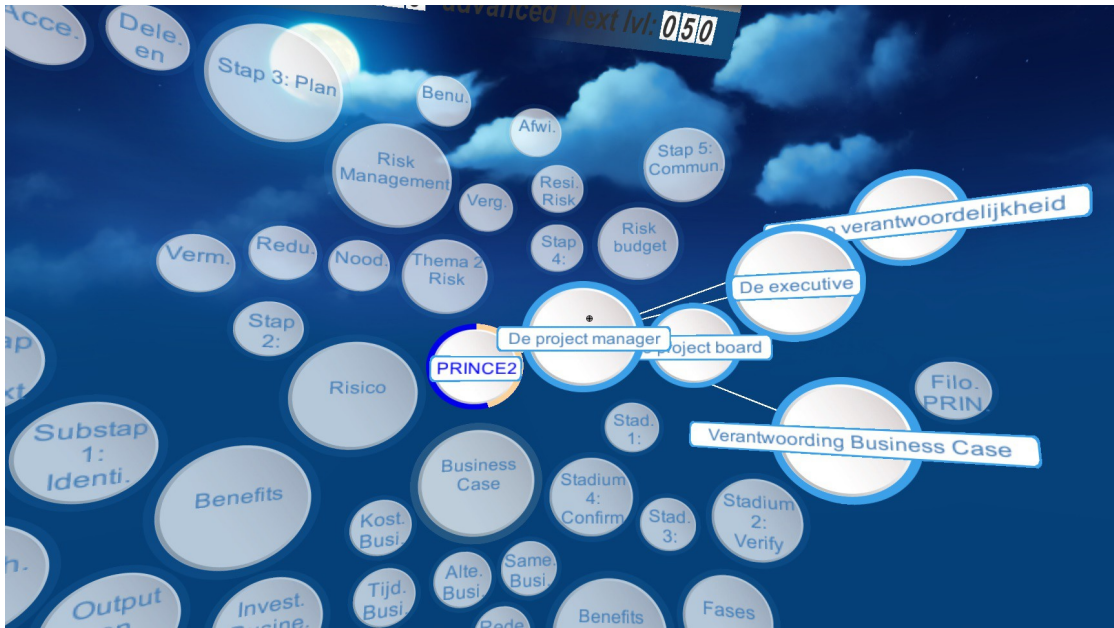 advanced Next lvl: 050
Acce.
Dele.
en
Stap 3: Plan
Benu.
Afwi.
Risk
Management
Stap 5:
Commun.
Resi.
Risk
Verg.
verantwoordelijkheid
Risk
budget
Verm.
Redu.
Nood.
Stap
4:
Thema 2
Risk
De executive
Stap
2:
De project manager
project board
PRINCE2
Risico
Filo.
PRIN.
Substap
1:
Identi.
Stad.
1:
Verantwoording Business Case
Benefits
Business
Case
Stadium
4:
Confirm
Stadium
2:
Verify
Kost.
Busi.
Stad.
3:
Same.
Busi.
Alte.
Busi.
Tijd.
Busi.
Output
Invest.
Benefits
Fases
Rede.